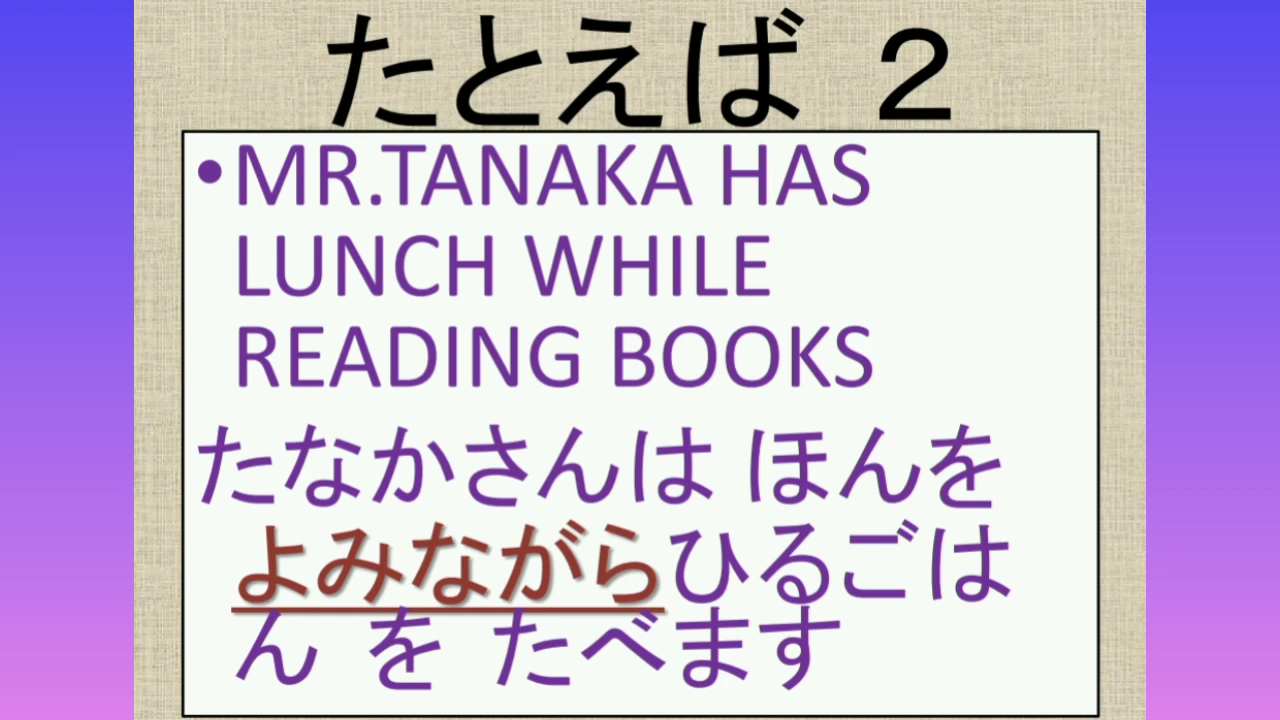 たとえば ２
•MR.TANAKA HAS
LUNCH WHILE
READING BOOKS
たなかさんは ほんを
よみながらひるごは
ん を たべます